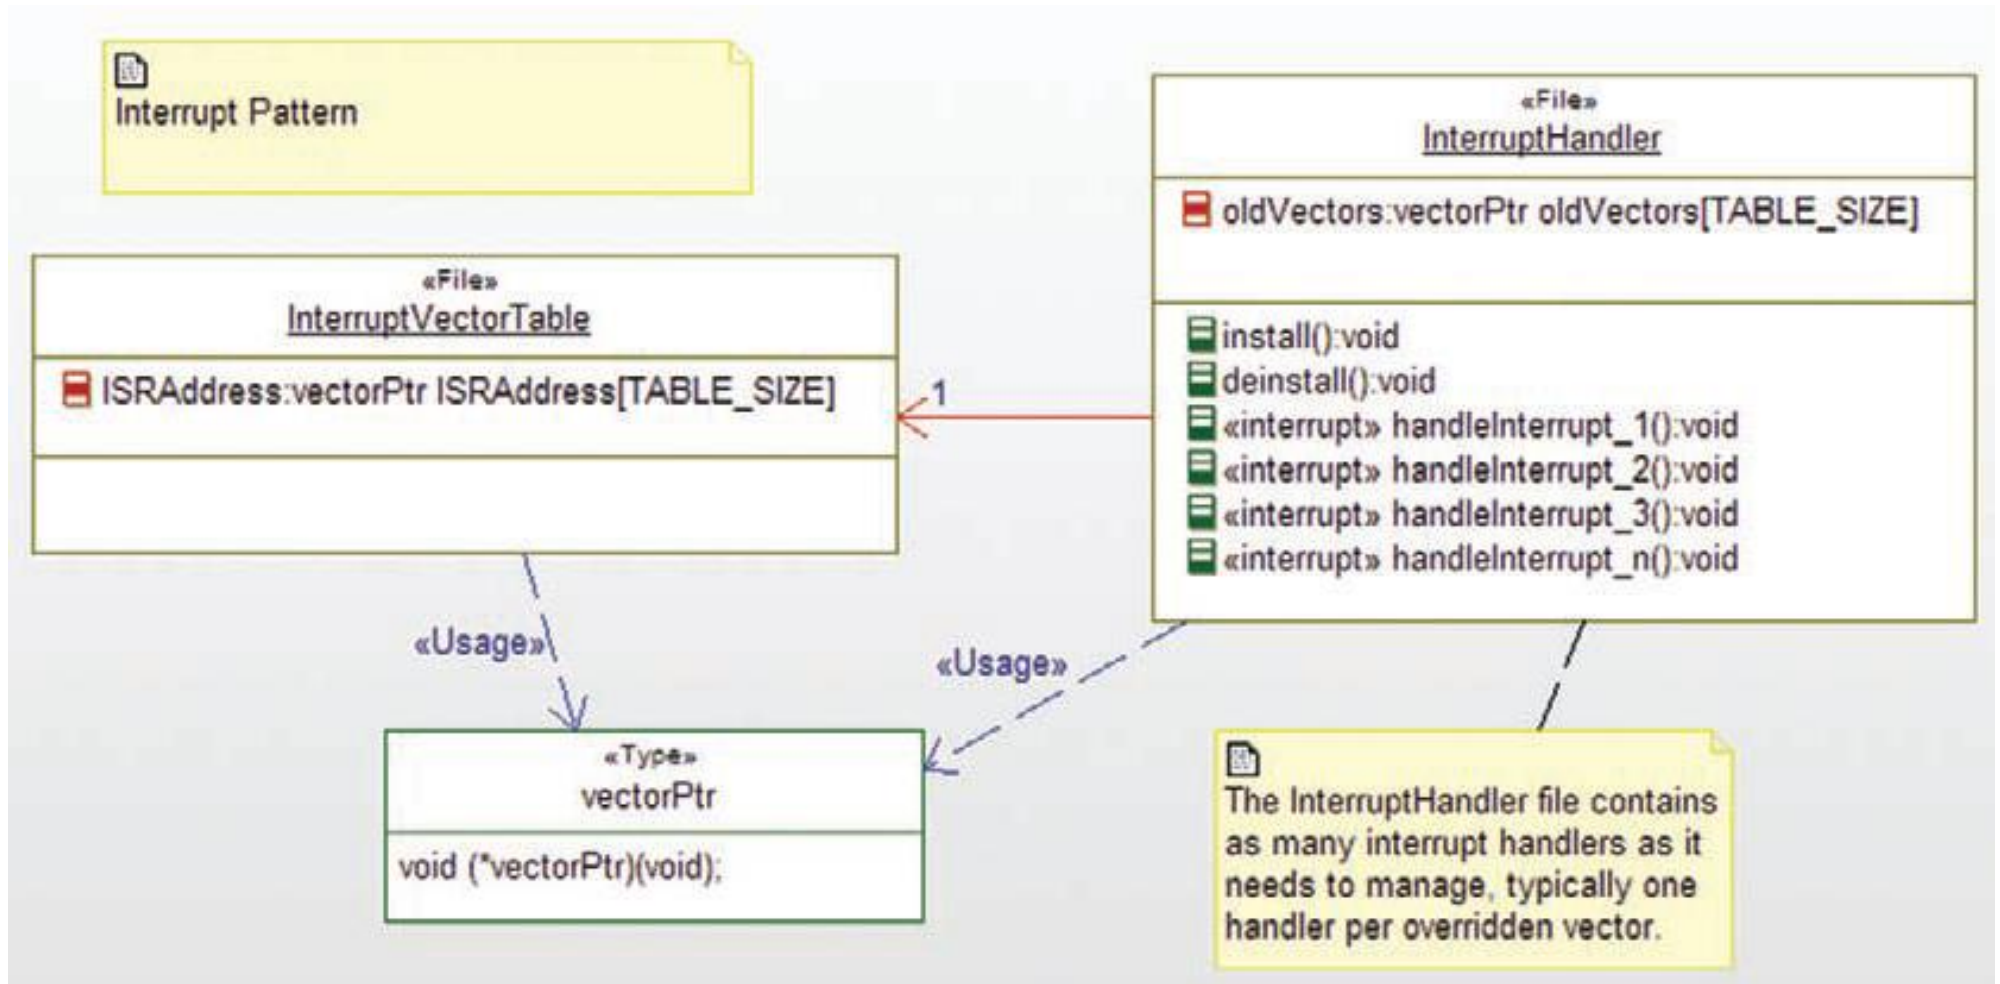 Interrupt Pattern
«File»
InterruptHandler
oldVectors:vectorPtr oldVectors[TABLE_SIZE]
install():void
deinstall():void
«interrupt» handleInterrupt_1():void
«interrupt» handleInterrupt_2():void
«interrupt» handleInterrupt_3():void
«interrupt» handleInterrupt_n():void
«File»
InterruptVectorTable
ISRAddress:vectorPtr ISRAddress[TABLE_SIZE]
1
«Usage»
«Usage»
«Type»
vectorPtr
void (*vectorPtr)(void);
The InterruptHandler file contains
as many interrupt handlers as it
needs to manage, typically one
handler per overridden vector.